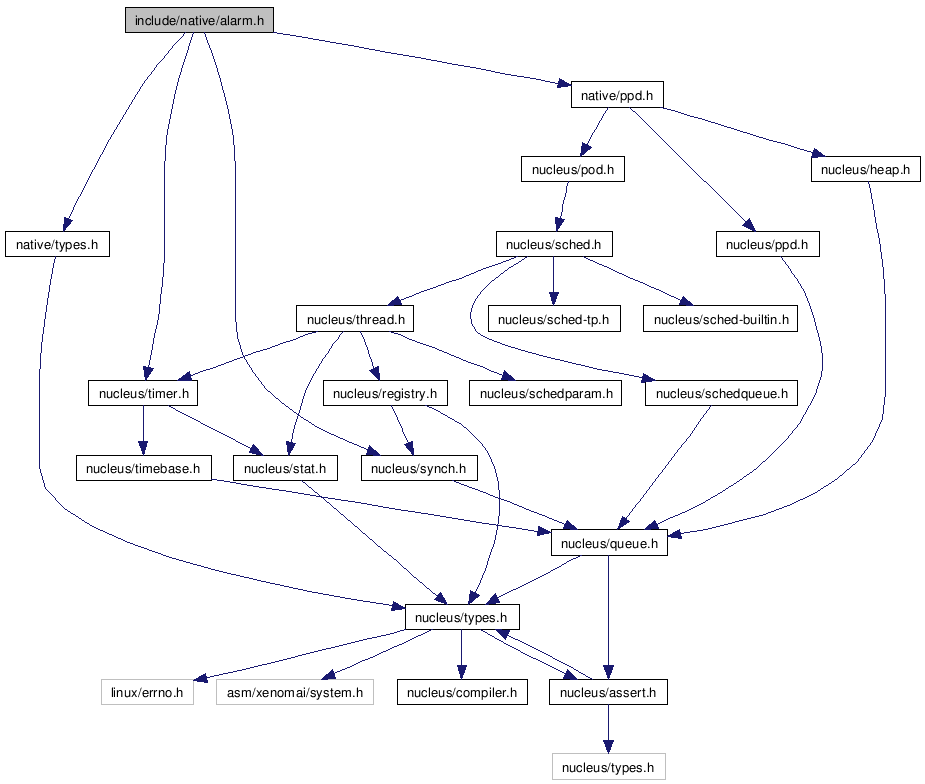 include/native/alarm.h
native/ppd.h
nucleus/pod.h
nucleus/heap.h
native/types.h
nucleus/sched.h
nucleus/ppd.h
nucleus/thread.h
nucleus/sched-tp.h
nucleus/sched-builtin.h
nucleus/timer.h
nucleus/registry.h
nucleus/schedparam.h
nucleus/schedqueue.h
nucleus/timebase.h
nucleus/stat.h
nucleus/synch.h
nucleus/queue.h
nucleus/types.h
linux/errno.h
asm/xenomai/system.h
nucleus/compiler.h
nucleus/assert.h
nucleus/types.h